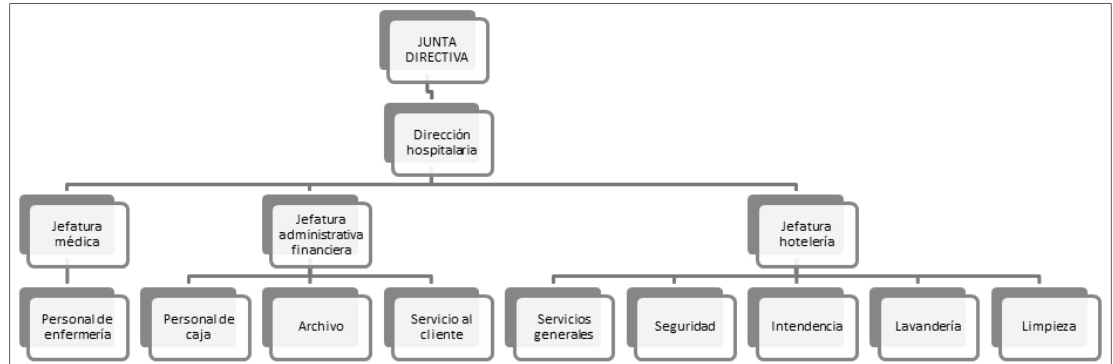 JUNTA
DIRECTIVA
Dirección
hospitalaria
Jefatura
médica
Jefatura
administrativa
financiera
Jefatura
hotelería
Personal de
enfermería
Personal de
caja
Archivo
Servicio al
cliente
Servicios
generales
Seguridad
Intendencia
Lavandería
Limpieza